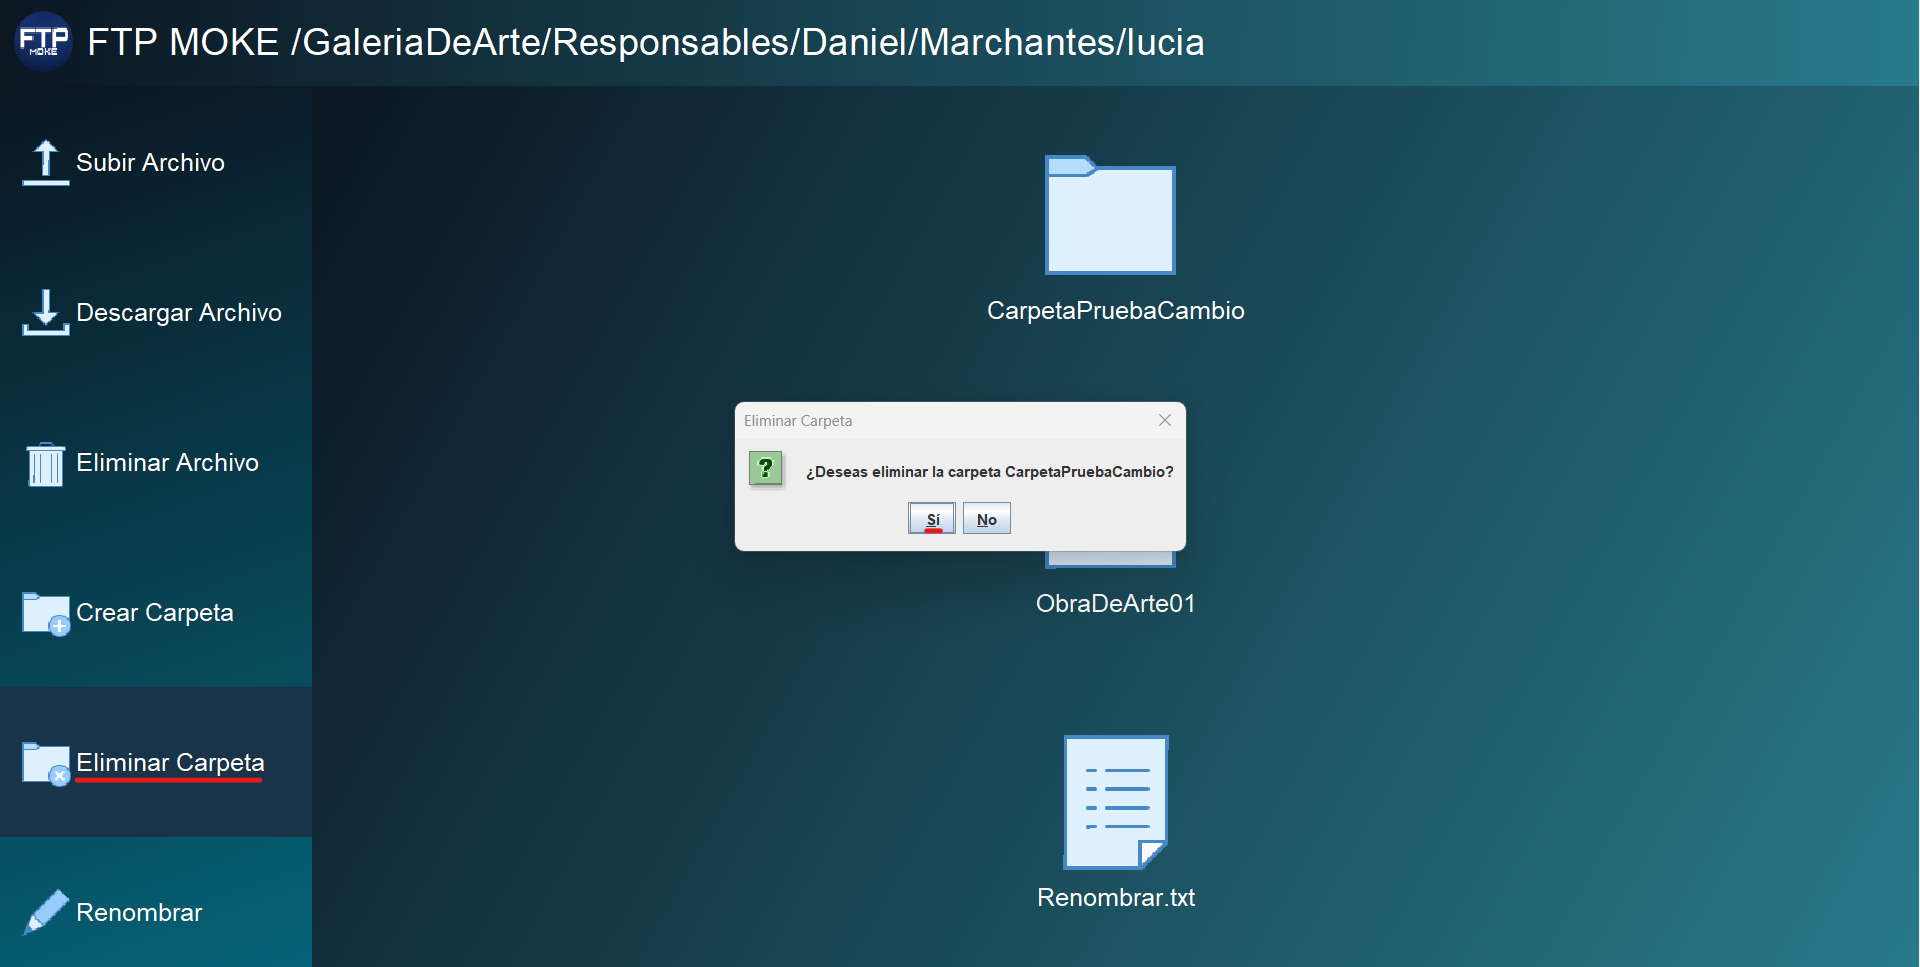 FTP
MOKE
FTP MOKE /GaleriaDeArte/Responsables/Daniel/Marchantes/lucia
Subir Archivo
Descargar Archivo
Eliminar Archivo
Crear Carpeta
Eliminar Carpeta
Renombrar
CarpetaPruebaCambio
Eliminar Carpeta
¿Deseas eliminar la carpeta CarpetaPruebaCambio?
Sí
No
ObraDeArte01
Renombrar.txt